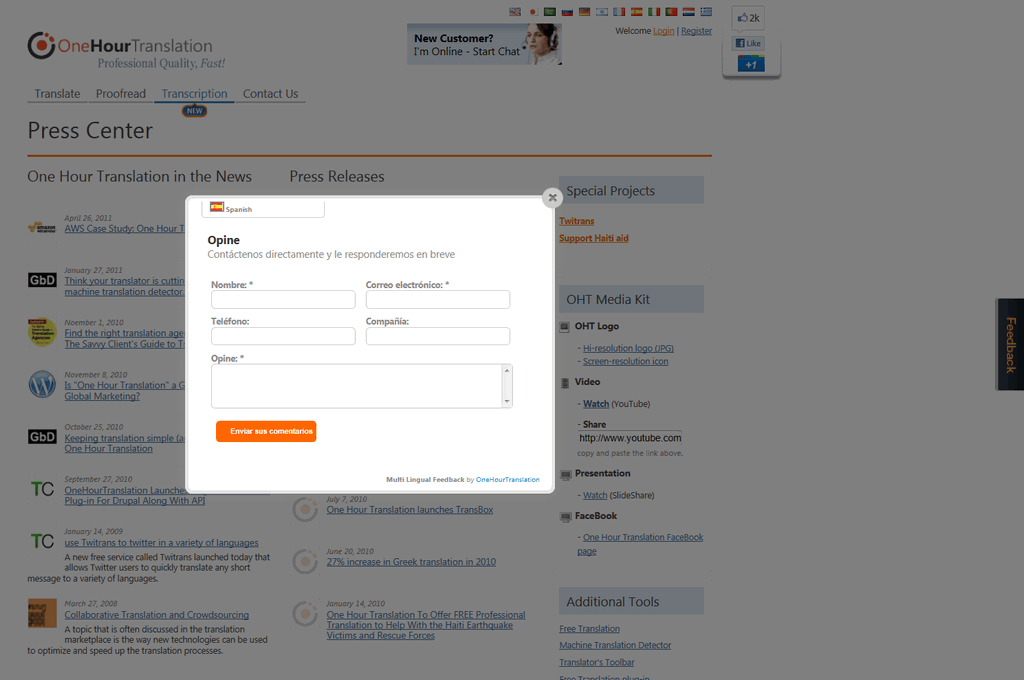 OneHourTranslation
Professional Quality, Fast!
New Customer?
I'm Online - Start Chat
Welcome Login | Register
2k
Like
+1
Translate Proofread Transcription Contact Us
NEW
Press Center
One Hour Translation in the News
April 26, 2011
AWS Case Study: One Hour T
GbD
January 27, 2011
Think your translator is cuttin
machine translation detector.
Noember 1, 2010
Find the right translation age
The Savvy Client's Guide to T
November 8, 2010
Is "One Hour Translation" a G
Global Marketing?
GbD
October 25, 2010
Keeping translation simple (a
One Hour Translation
TC
September 27, 2010
OneHourTranslation Launches
Plug-in For Drupal Along With API
TC
January 14, 2009
use Twitrans to twitter in a variety of languages
A new free service called Twitrans launched today that
allows Twitter users to quickly translate any short
message to a variety of languages.
March 27, 2008
Collaborative Translation and Crowdsourcing
A topic that is often discussed in the translation
marketplace is the way new technologies can be used
to optimize and speed up the translation processes.
Press Releases
July 7, 2010
One Hour Translation launches TransBox
June 20, 2010
27% increase in Greek translation in 2010
January 14, 2010
One Hour Translation To Offer FREE Professional
Translation to Help With the Haiti Earthquake
Victims and Rescue Forces
Spanish
Opine
Contáctenos directamente y le responderemos en breve
Nombre: * Correo electrónico: *
Teléfono: Compañía:
Opine: *
Enviar sus comentarios
Multi Lingual Feedback by OneHourTranslation
Special Projects
Twitrans
Support Haiti aid
OHT Media Kit
OHT Logo
- Hi-resolution logo (JPG)
- Screen-resolution icon
Video
- Watch (YouTube)
- Share
http://www.youtube.com
copy and paste the link above.
Presentation
- Watch (SlideShare)
FaceBook
- One Hour Translation FaceBook
page
Additional Tools
Free Translation
Machine Translation Detector
Translator's Toolbar
Free Translation plug-in
Feedback